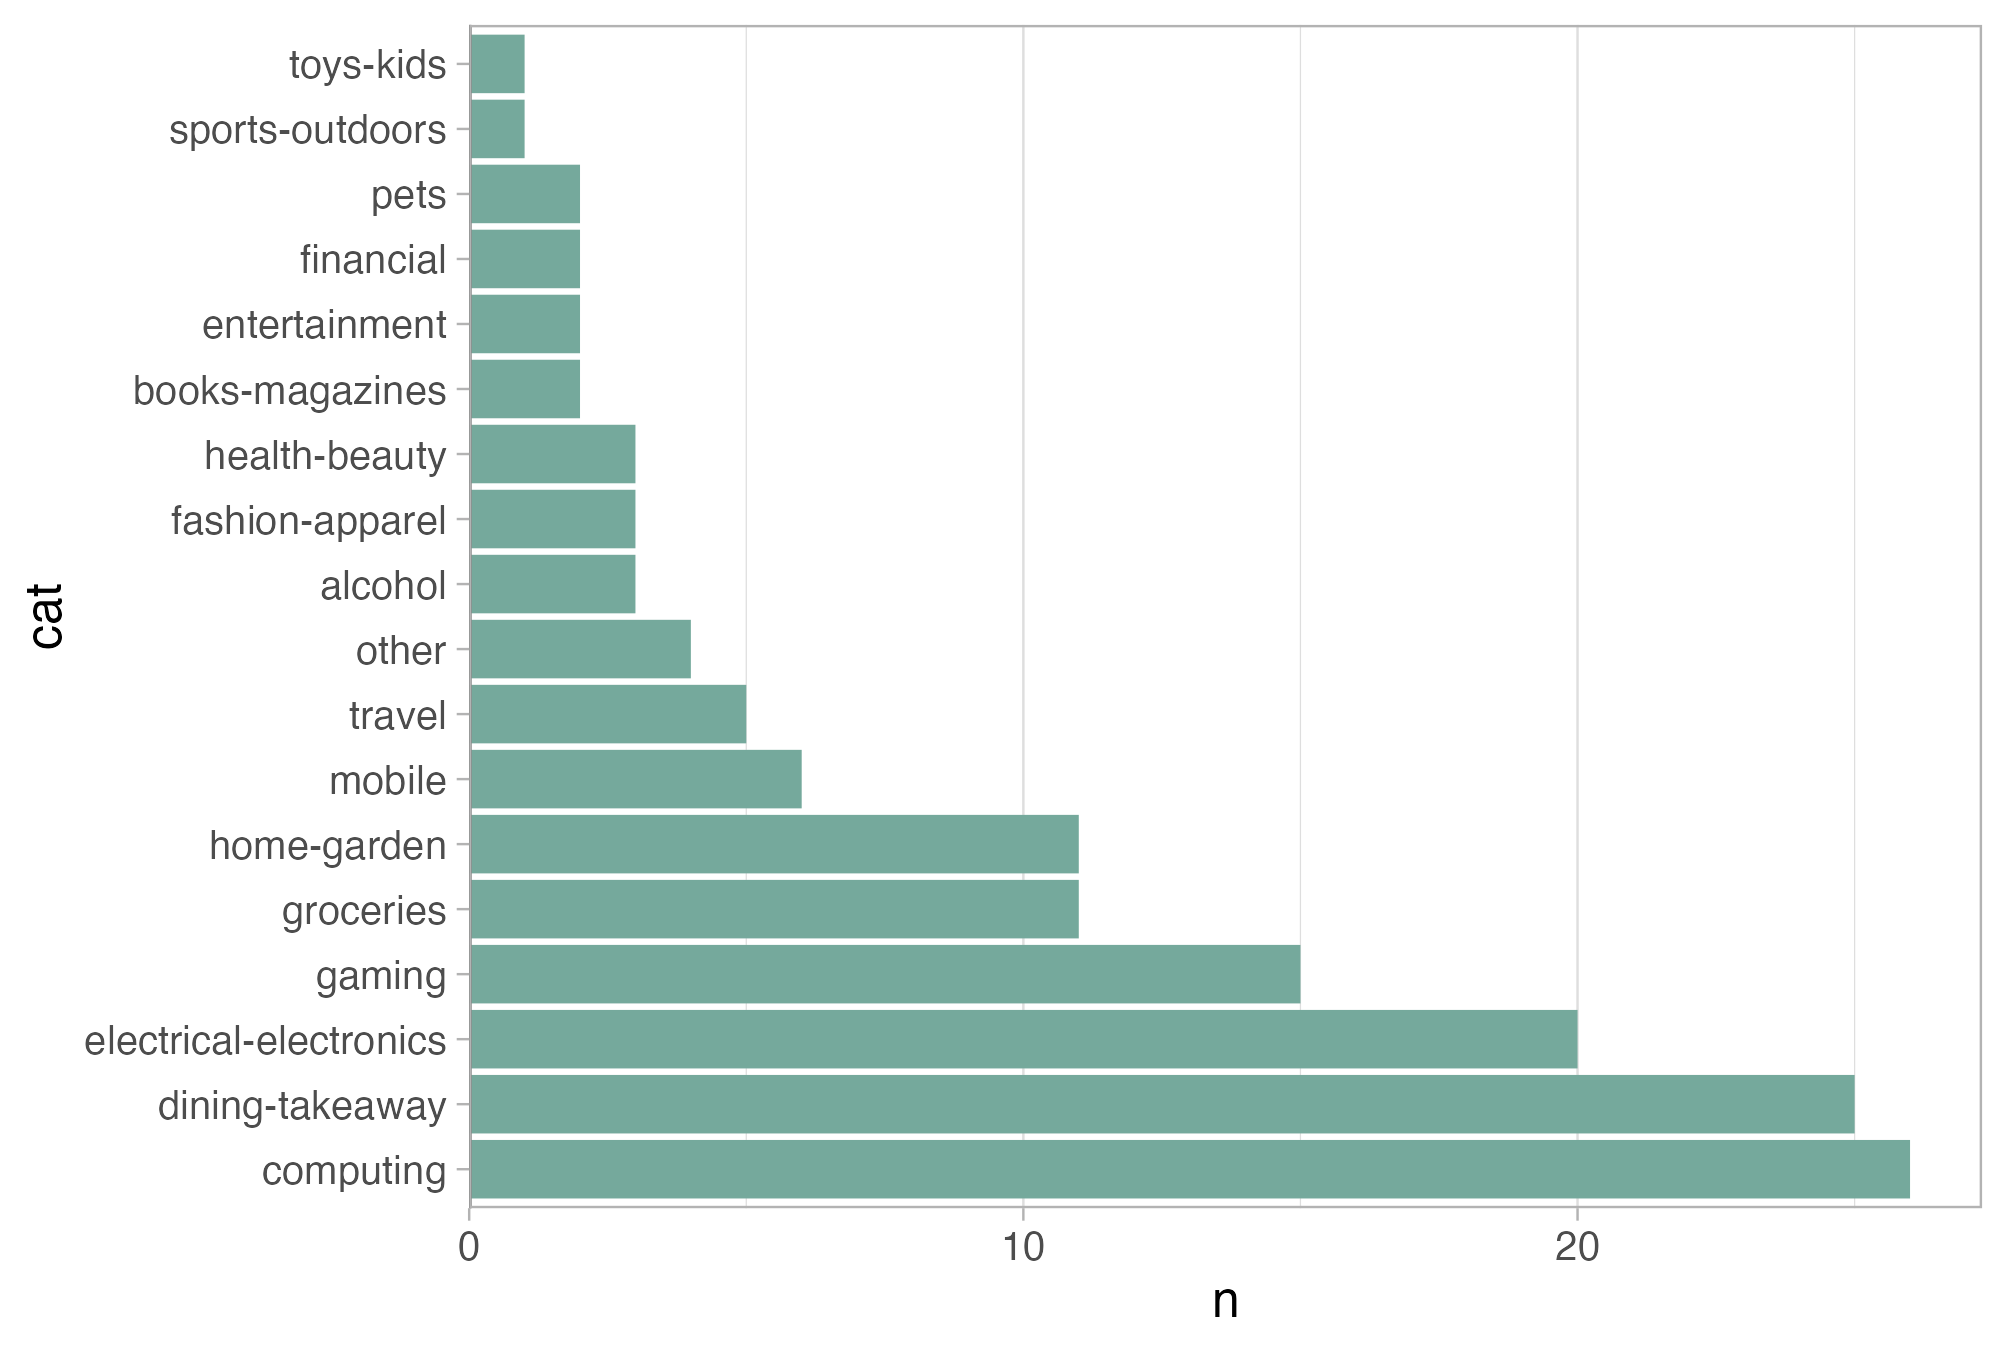 toys-kids
sports-outdoors
pets
financial
entertainment
books-magazines
health-beauty
fashion-apparel
alcohol
other
travel
mobile
home-garden
groceries
gaming
electrical-electronics
dining-takeaway
computing
cat
0 10 20
n